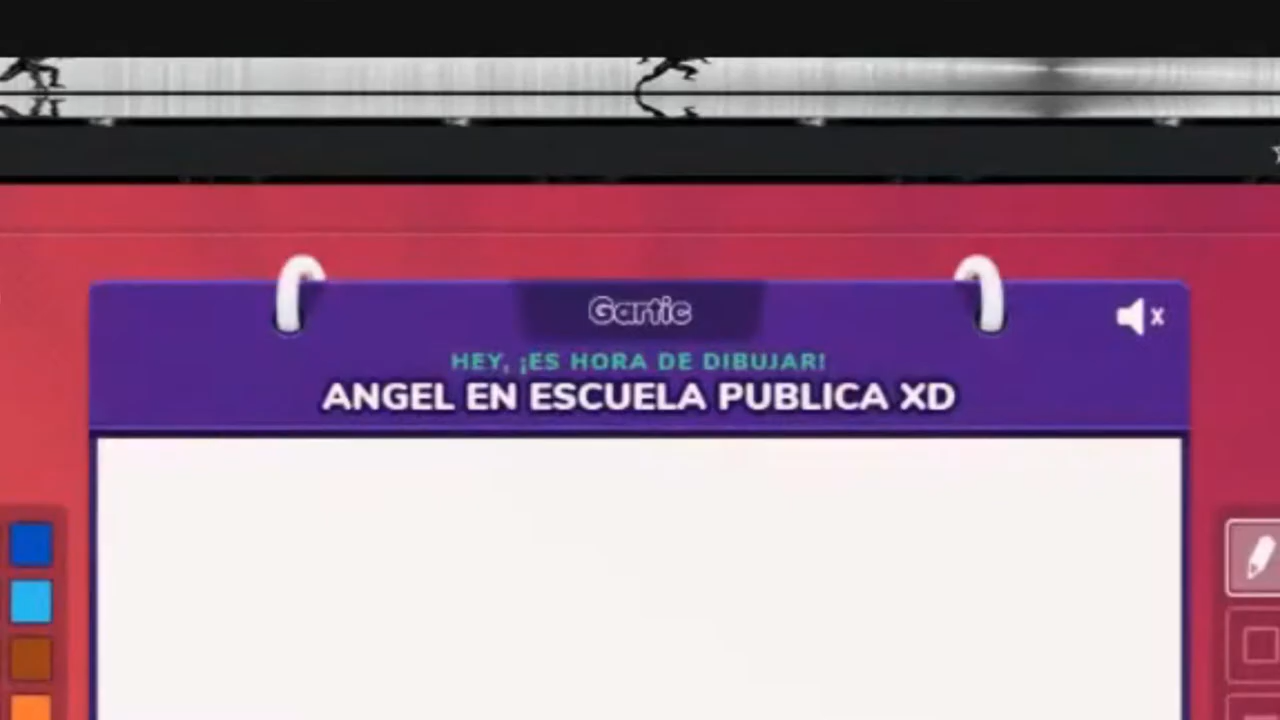 Gartic
HEY, ¡ES HORA DE DIBUJAR!
ANGEL EN ESCUELA PUBLICA XD